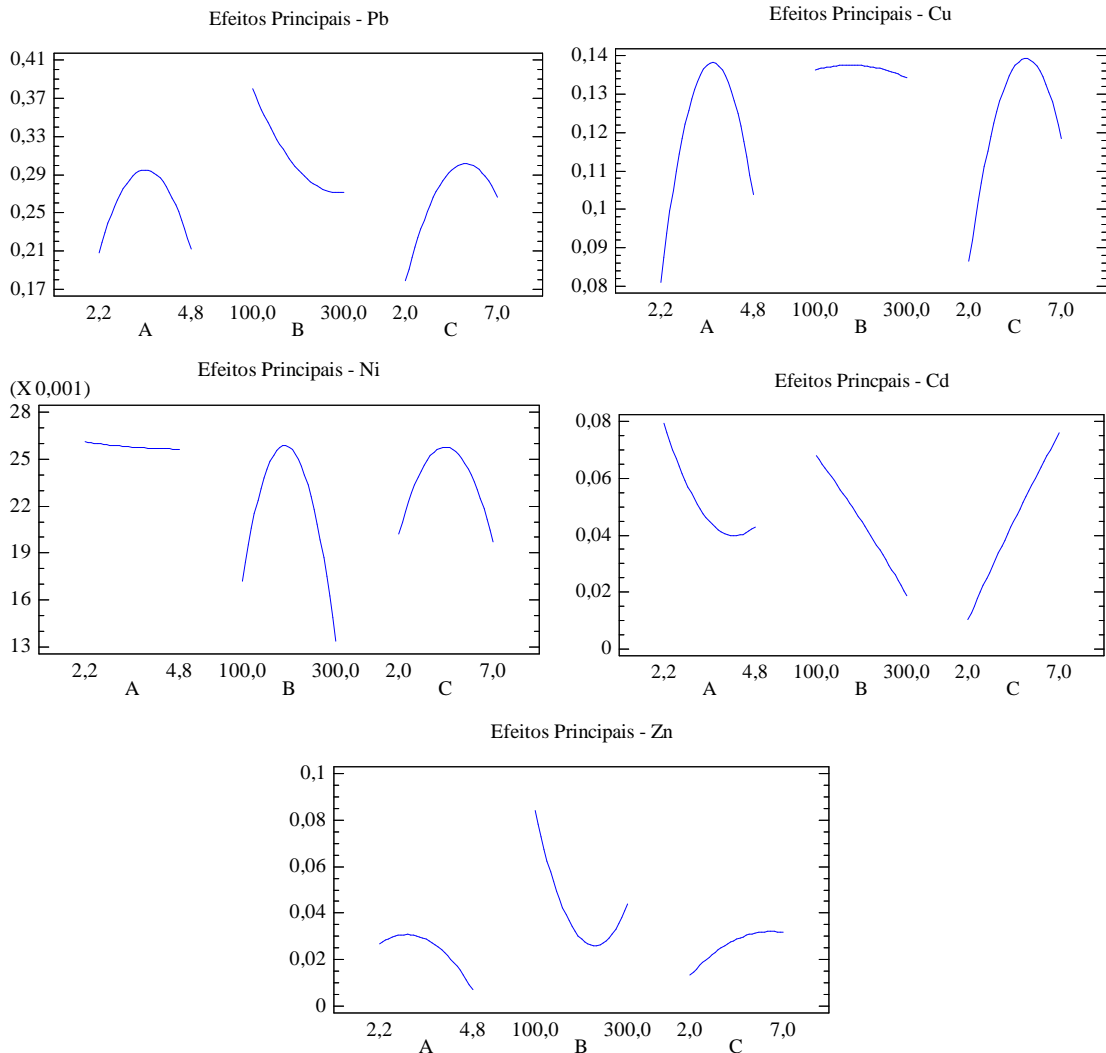 Efeitos Principais - Pb
0,41
0,37
0,33
0,29
0,25
0,21
0,17
2,2 4,8 100,0 300,0 2,0 7,0
A B C
Efeitos Principais - Cu
0,14
0,13
0,12
0,11
0,1
0,09
0,08
2,2 4,8 100,0 300,0 2,0 7,0
A B C
Efeitos Principais - Ni
(X 0,001)
28
25
22
19
16
13
2,2 4,8 100,0 300,0 2,0 7,0
A B C
Efeitos Princpais - Cd
0,08
0,06
0,04
0,02
0
2,2 4,8 100,0 300,0 2,0 7,0
A B C
Efeitos Principais - Zn
0,1
0,08
0,06
0,04
0,02
0
2,2 4,8 100,0 300,0 2,0 7,0
A B C